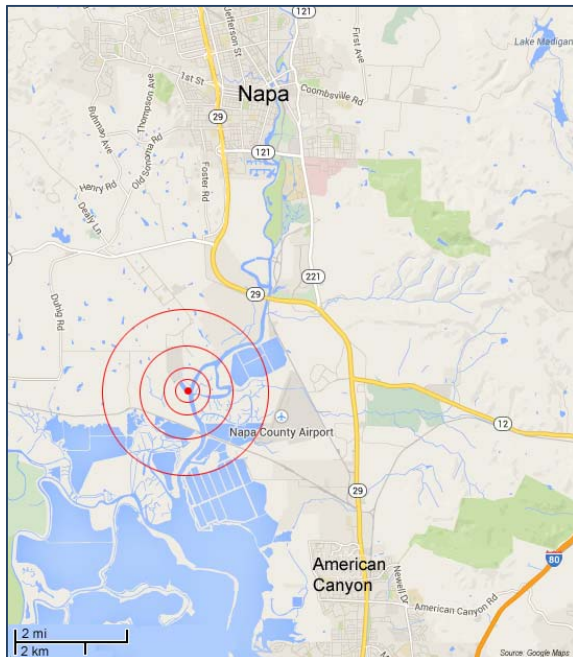 Jefferson St
121
First Ave
Lake Madigan
1st St
Thompson Ave
Napa
Coombsville Rd
Buhman Ave
29
Old Sonoma Rd
121
Foster Rd
Henry Rd
Dealy Ln
221
29
Duhig Rd
Napa County Airport
12
29
American
Canyon
Newell Dr
80
American Canyon Rd
2 mi
2 km
Source: Google Maps